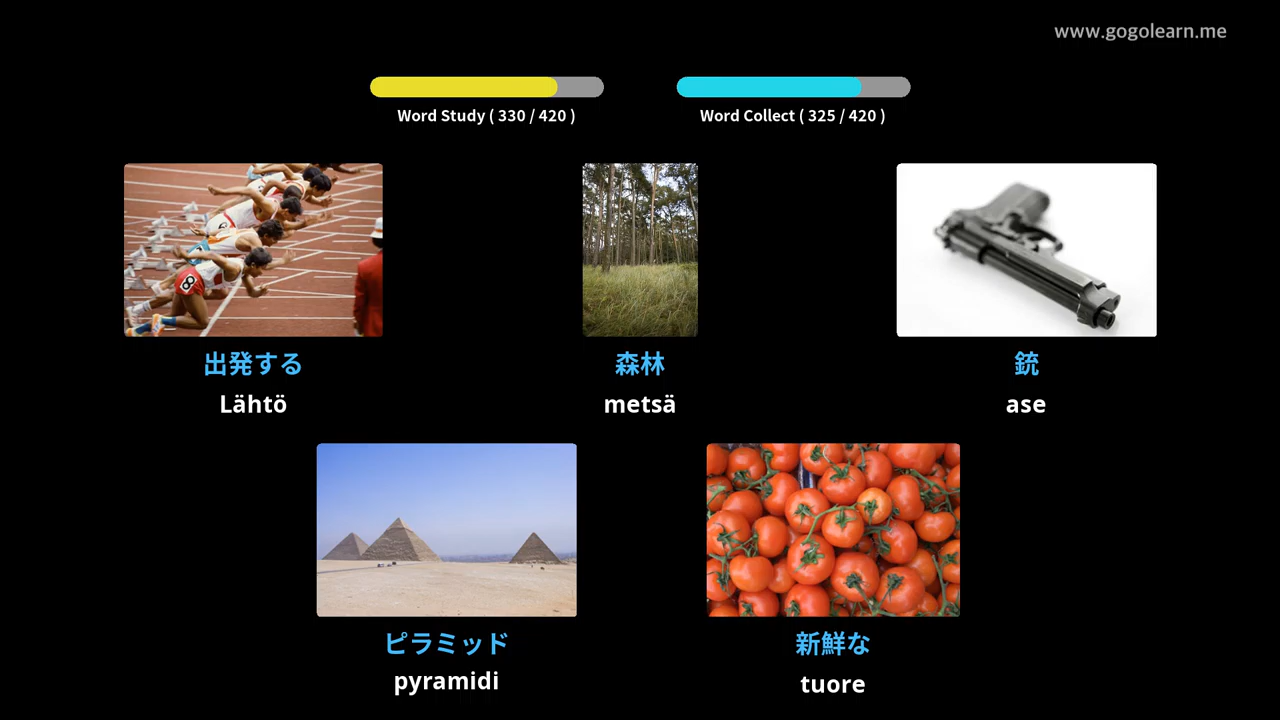 www.gogolearn.me
Word Study ( 330 / 420 )
Word Collect ( 325 / 420 )
出発する
Lähtö
森林
metsä
銃
ase
ピラミッド
pyramidi
新鮮な
tuore